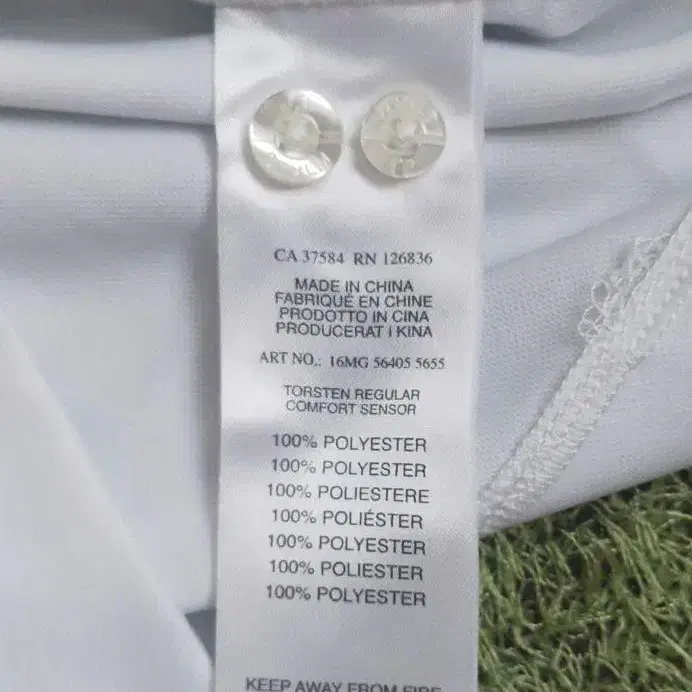 CA 37584 RN 126836
MADE IN CHINA
FABRIQUÉ EN CHINE
PRODOTTO IN CINA
PRODUCERAT I KINA
ART NO.: 16MG 56405 5655
TORSTEN REGULAR
COMFORT SENSOR
100% POLYESTER
100% POLYESTER
100% POLIESTERE
100% POLIÉSTER
100% POLYESTER
100% POLIESTER
100% POLYESTER
KEEP AWAY FROM FIRE